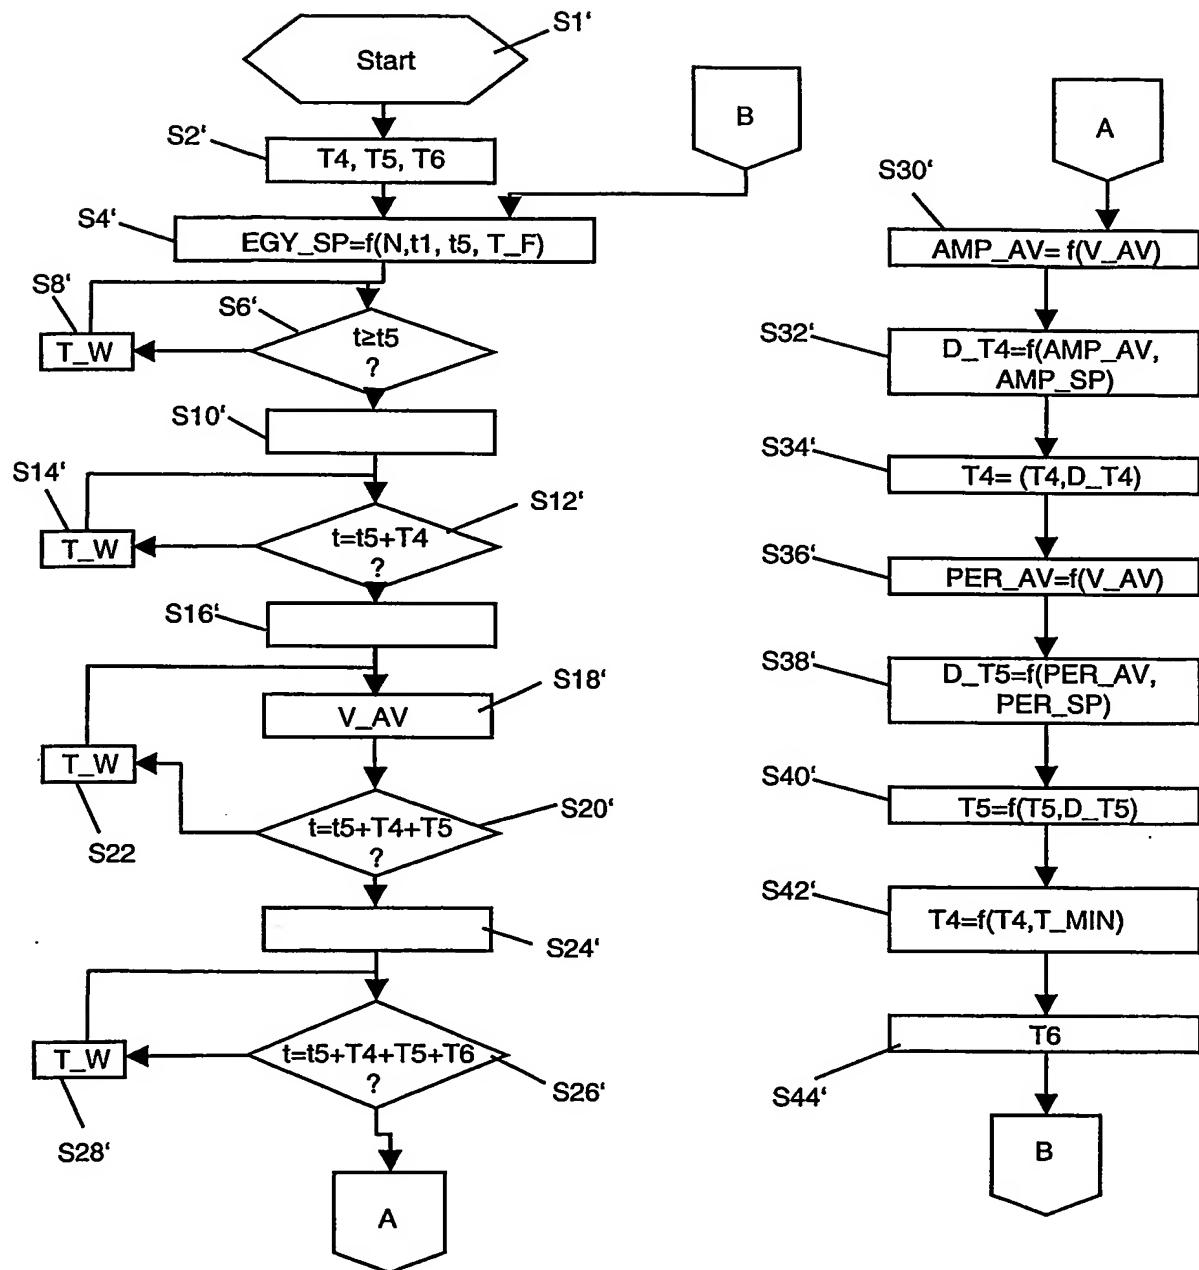 S1‘
Start
B
A
S2‘
T4, T5, T6
S30‘
S4‘
EGY_SP=f(N,t1, t5, T_F)
AMP_AV= f(V_AV)
S8‘
S6‘
t≥t5
?
T_W
S32‘
D_T4=f(AMP_AV,
AMP_SP)
S10‘
S34‘
T4= (T4,D_T4)
S14‘
S12‘
t=t5+T4
?
T_W
S36‘
PER_AV=f(V_AV)
S16‘
S38‘
D_T5=f(PER_AV,
PER_SP)
S18‘
V_AV
T_W
S22
S20‘
t=t5+T4+T5
?
S40‘
T5=f(T5,D_T5)
S42‘
T4=f(T4,T_MIN)
S24‘
T_W
t=t5+T4+T5+T6
?
S26‘
S28‘
T6
S44‘
B
A